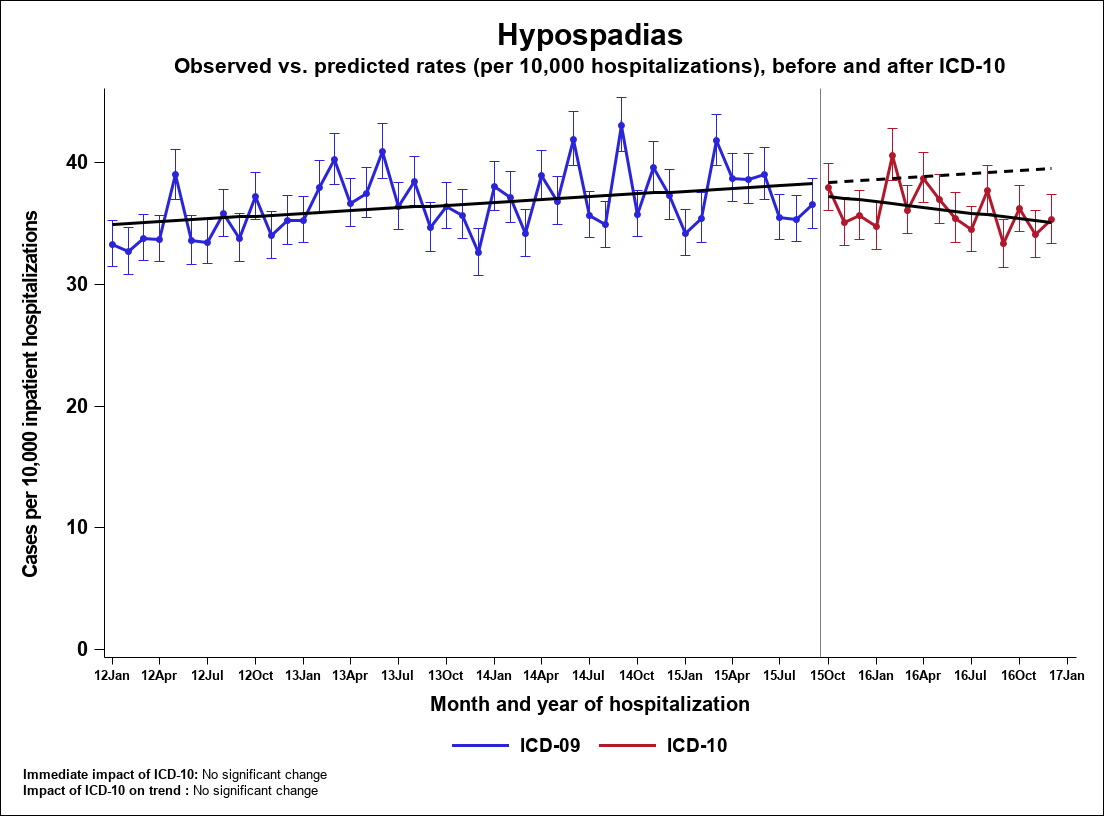 Hypospadias
Observed vs. predicted rates (per 10,000 hospitalizations), before and after ICD-10
Cases per 10,000 inpatient hospitalizations
40
30
20
10
0
12Jan 12Apr 12Jul 12Oct 13Jan 13Apr 13Jul 13Oct 14Jan 14Apr 14Jul 14Oct 15Jan 15Apr 15Jul 15Oct 16Jan 16Apr 16Jul 16Oct 17Jan
Month and year of hospitalization
ICD-09 ICD-10
Immediate impact of ICD-10: No significant change
Impact of ICD-10 on trend : No significant change